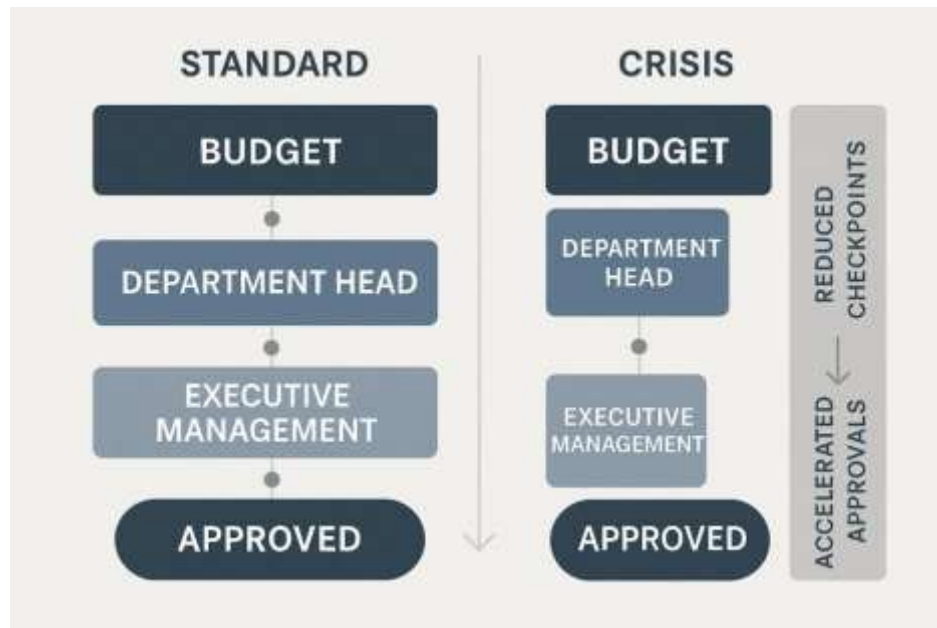 STANDARD
BUDGET
DEPARTMENT HEAD
EXECUTIVE
MANAGEMENT
APPROVED
CRISIS
BUDGET
DEPARTMENT
HEAD
EXECUTIVE
MANAGEMENT
APPROVED
REDUCED
CHECKPOINTS
ACCELERATED
APPROVALS